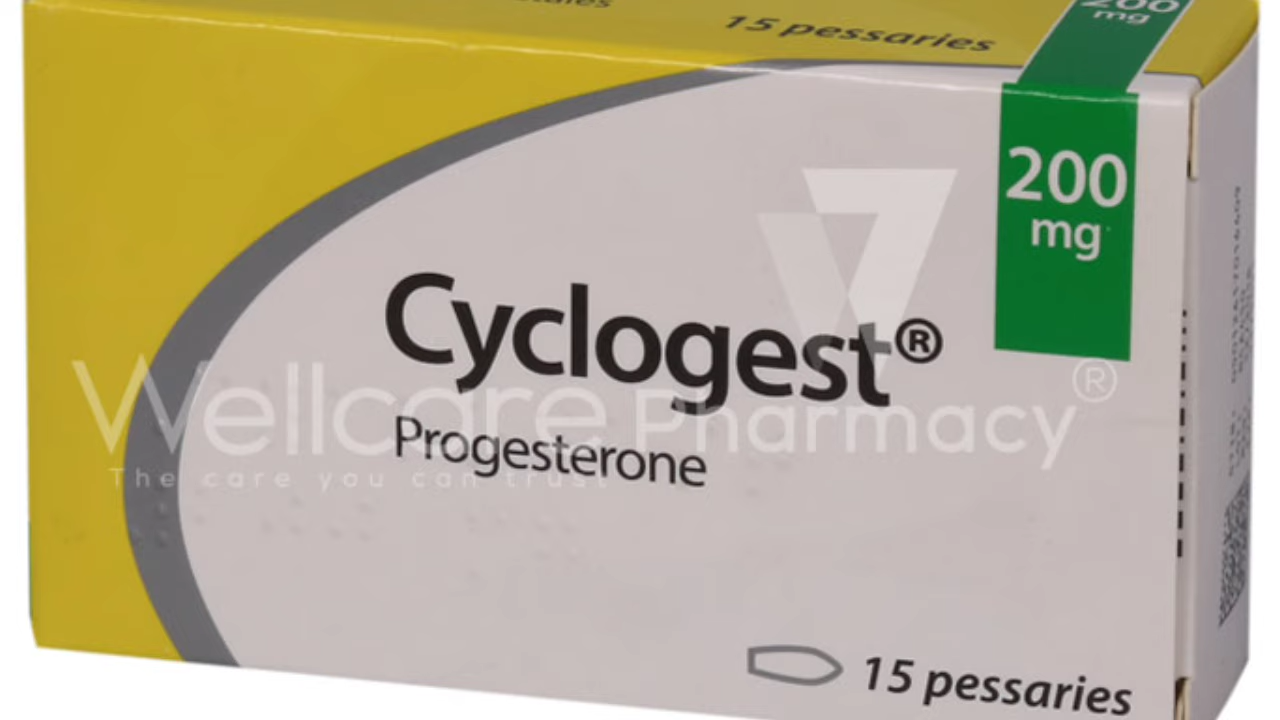 15 pessaries
200
mg
200
mg
Cyclogest®
Progesterone
Wellcare Pharmacy®
The care you can trust
15 pessaries